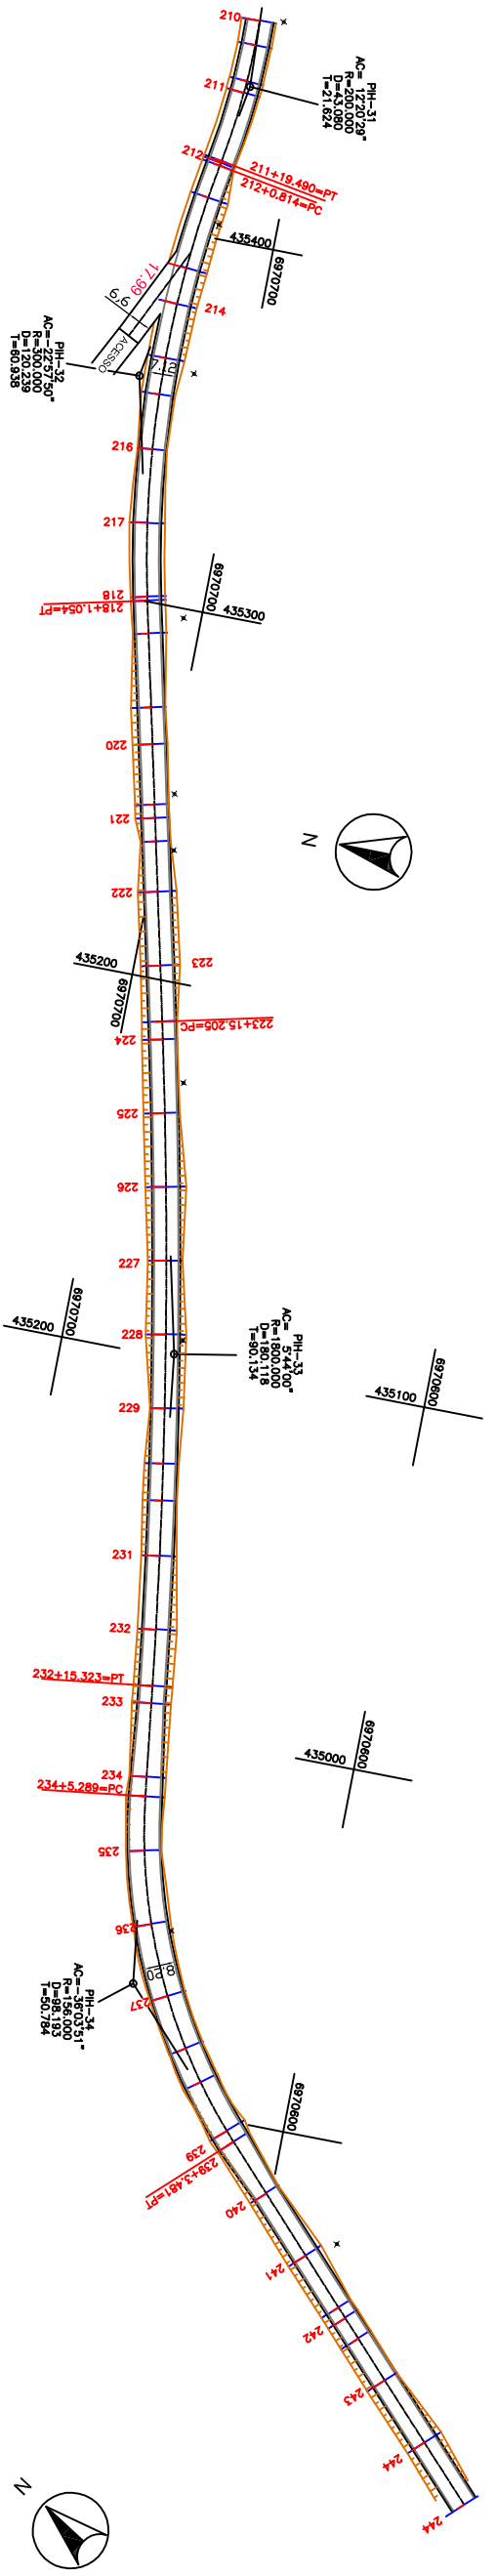 210
PIH-31
AC= 12°20'29"
R=200.000
D=43.080
T=21.624
211
212
211+19.490=PT
212+0.814=PC
435400
6970700
17.99
9.9
ACESSO
214
PIH-32
AC=-22°57'50"
R=300.000
D=120.239
T=60.938
216
217
218
218+1.054=PT
6970700
435300
220
221
N
222
223
435200
6970700
223+15.205=PC
224
225
226
227
435200
6970700
228
PIH-33
AC= 5°44'00"
R=1800.000
D=180.118
T=90.134
229
435100
6970600
231
232
232+15.323=PT
233
435000
6970600
234
234+5.289=PC
235
236
8.20
237
PIH-34
AC=-36°03'51"
R=156.000
D=98.193
T=50.784
6970600
239
239+3.481=PT
240
241
242
243
244
244
N